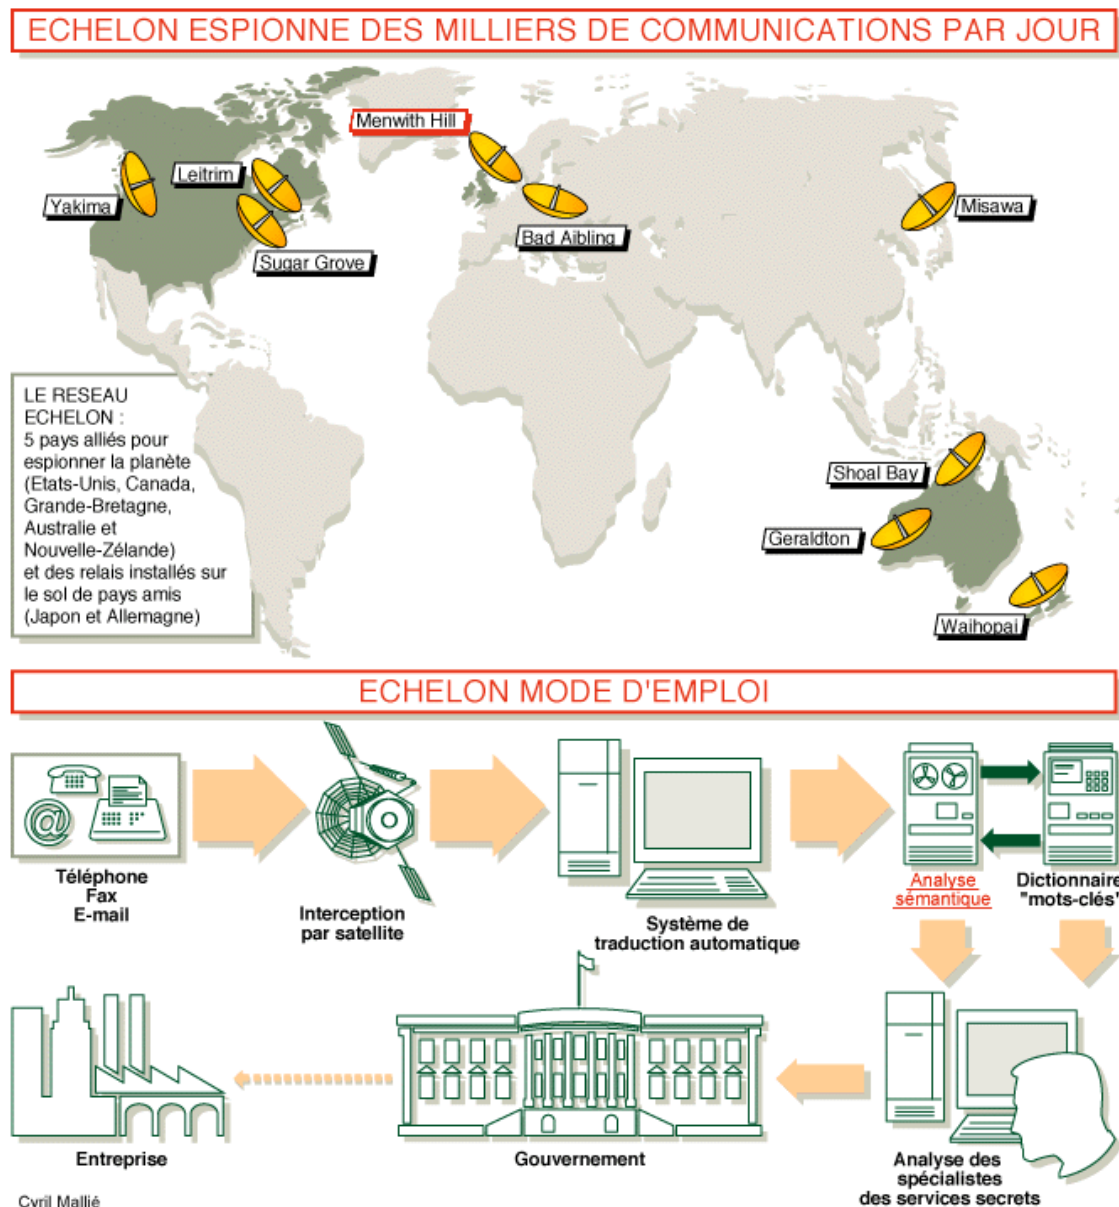 ECHELON ESPIONNE DES MILLIERS DE COMMUNICATIONS PAR JOUR
Menwith Hill
Leitrim
Yakima
Misawa
Bad Aibling
Sugar Grove
LE RESEAU
ECHELON :
5 pays alliés pour
espionner la planète
(Etats-Unis, Canada,
Grande-Bretagne,
Australie et
Nouvelle-Zélande)
et des relais installés sur
le sol de pays amis
(Japon et Allemagne)
Shoal Bay
Geraldton
Waihopai
ECHELON MODE D'EMPLOI
@
Téléphone
Fax
E-mail
Interception
par satellite
Système de
traduction automatique
Analyse
sémantique
Dictionnaire
"mots-clés"
Entreprise
Gouvernement
Analyse des
spécialistes
des services secrets
Cyril Mallié